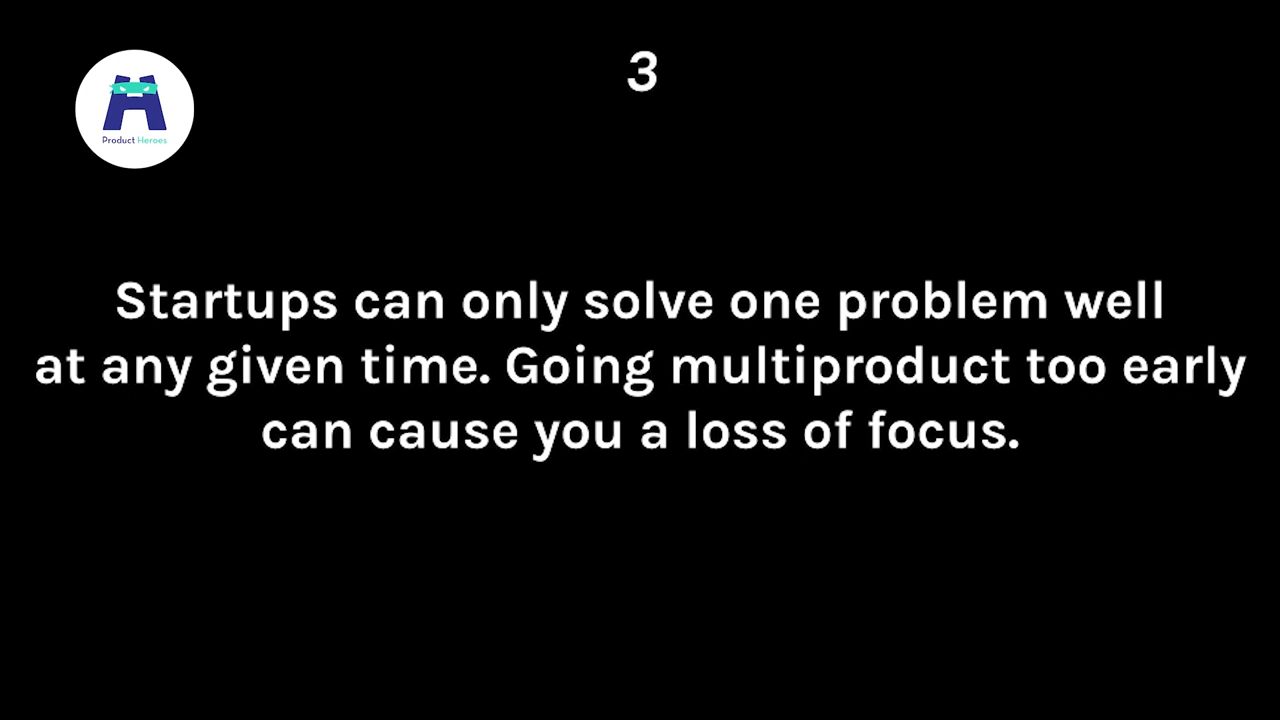 3
Product Heroes
Startups can only solve one problem well
at any given time. Going multiproduct too early
can cause you a loss of focus.